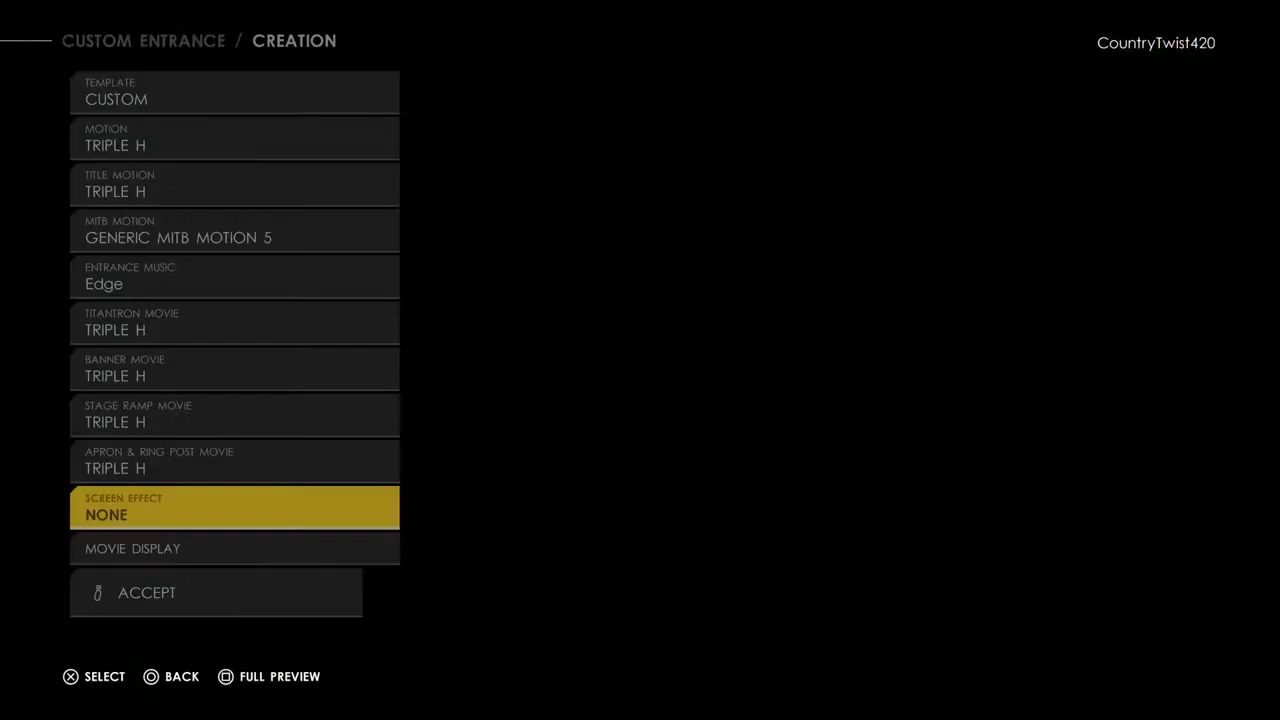 CUSTOM ENTRANCE / CREATION
CountryTwist420
TEMPLATE
CUSTOM
MOTION
TRIPLE H
TITLE MOTION
TRIPLE H
MITB MOTION
GENERIC MITB MOTION 5
ENTRANCE MUSIC
Edge
TITANTRON MOVIE
TRIPLE H
BANNER MOVIE
TRIPLE H
STAGE RAMP MOVIE
TRIPLE H
APRON & RING POST MOVIE
TRIPLE H
SCREEN EFFECT
NONE
MOVIE DISPLAY
ACCEPT
SELECT BACK FULL PREVIEW